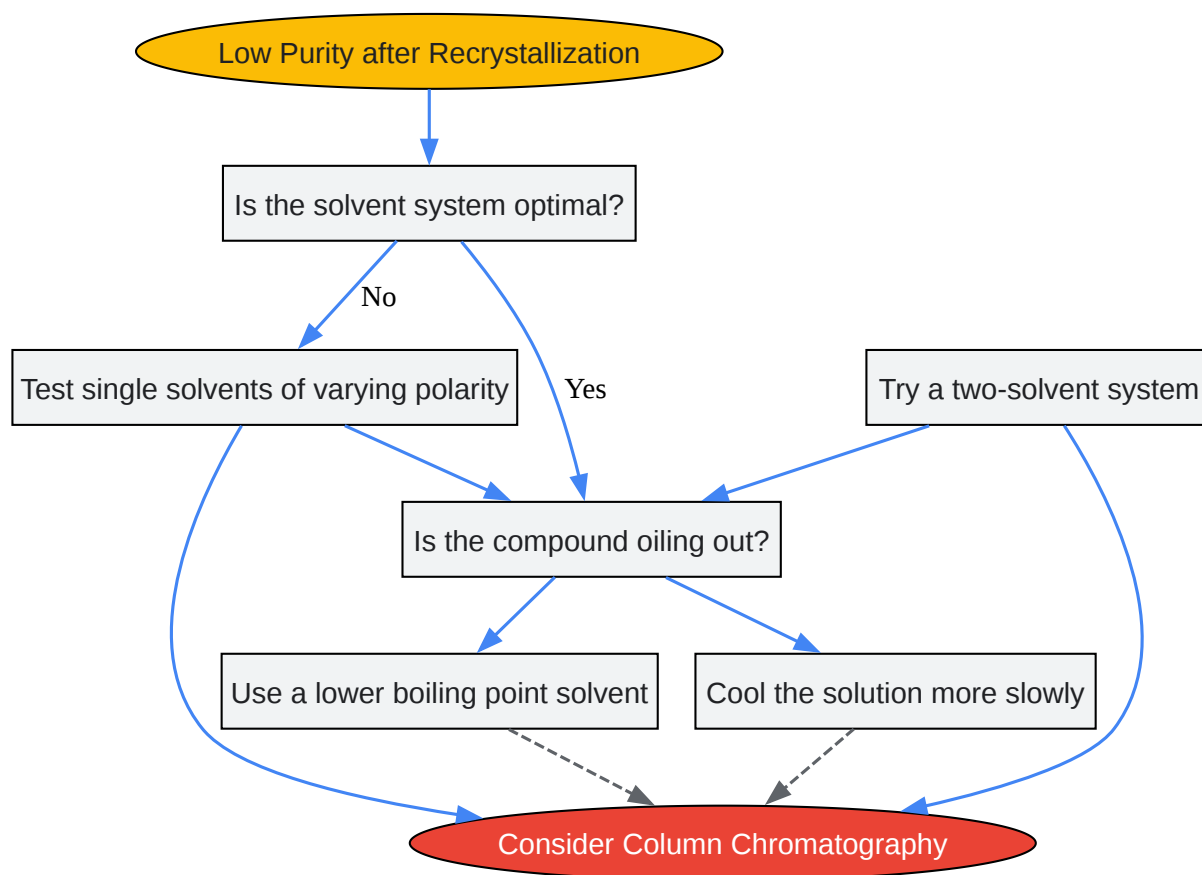 Low Purity after Recrystallization
Is the solvent system optimal?
No
Yes
Test single solvents of varying polarity
Try a two-solvent system
Is the compound oiling out?
Use a lower boiling point solvent
Cool the solution more slowly
Consider Column Chromatography